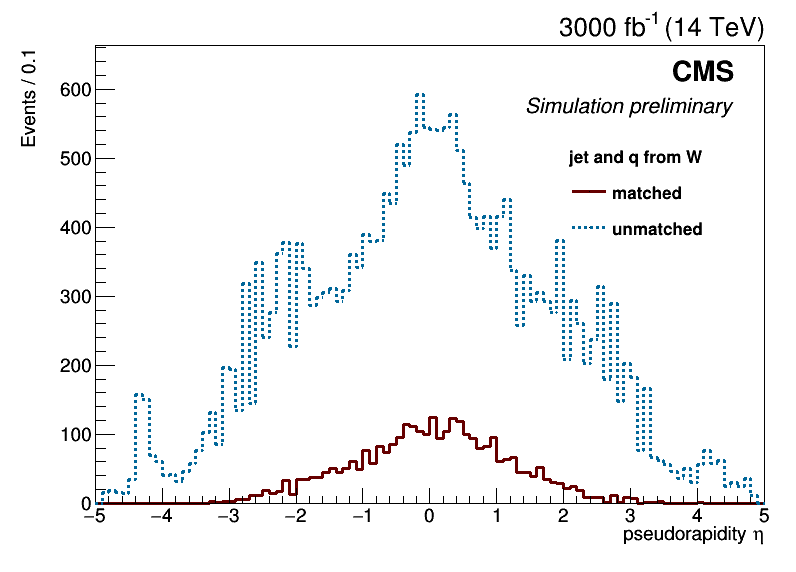 3000 fb-1 (14 TeV)
Events / 0.1
CMS
Simulation preliminary
jet and q from W
matched
unmatched
600
500
400
300
200
100
0
−5 −4 −3 −2 −1 0 1 2 3 4 5
pseudorapidity η